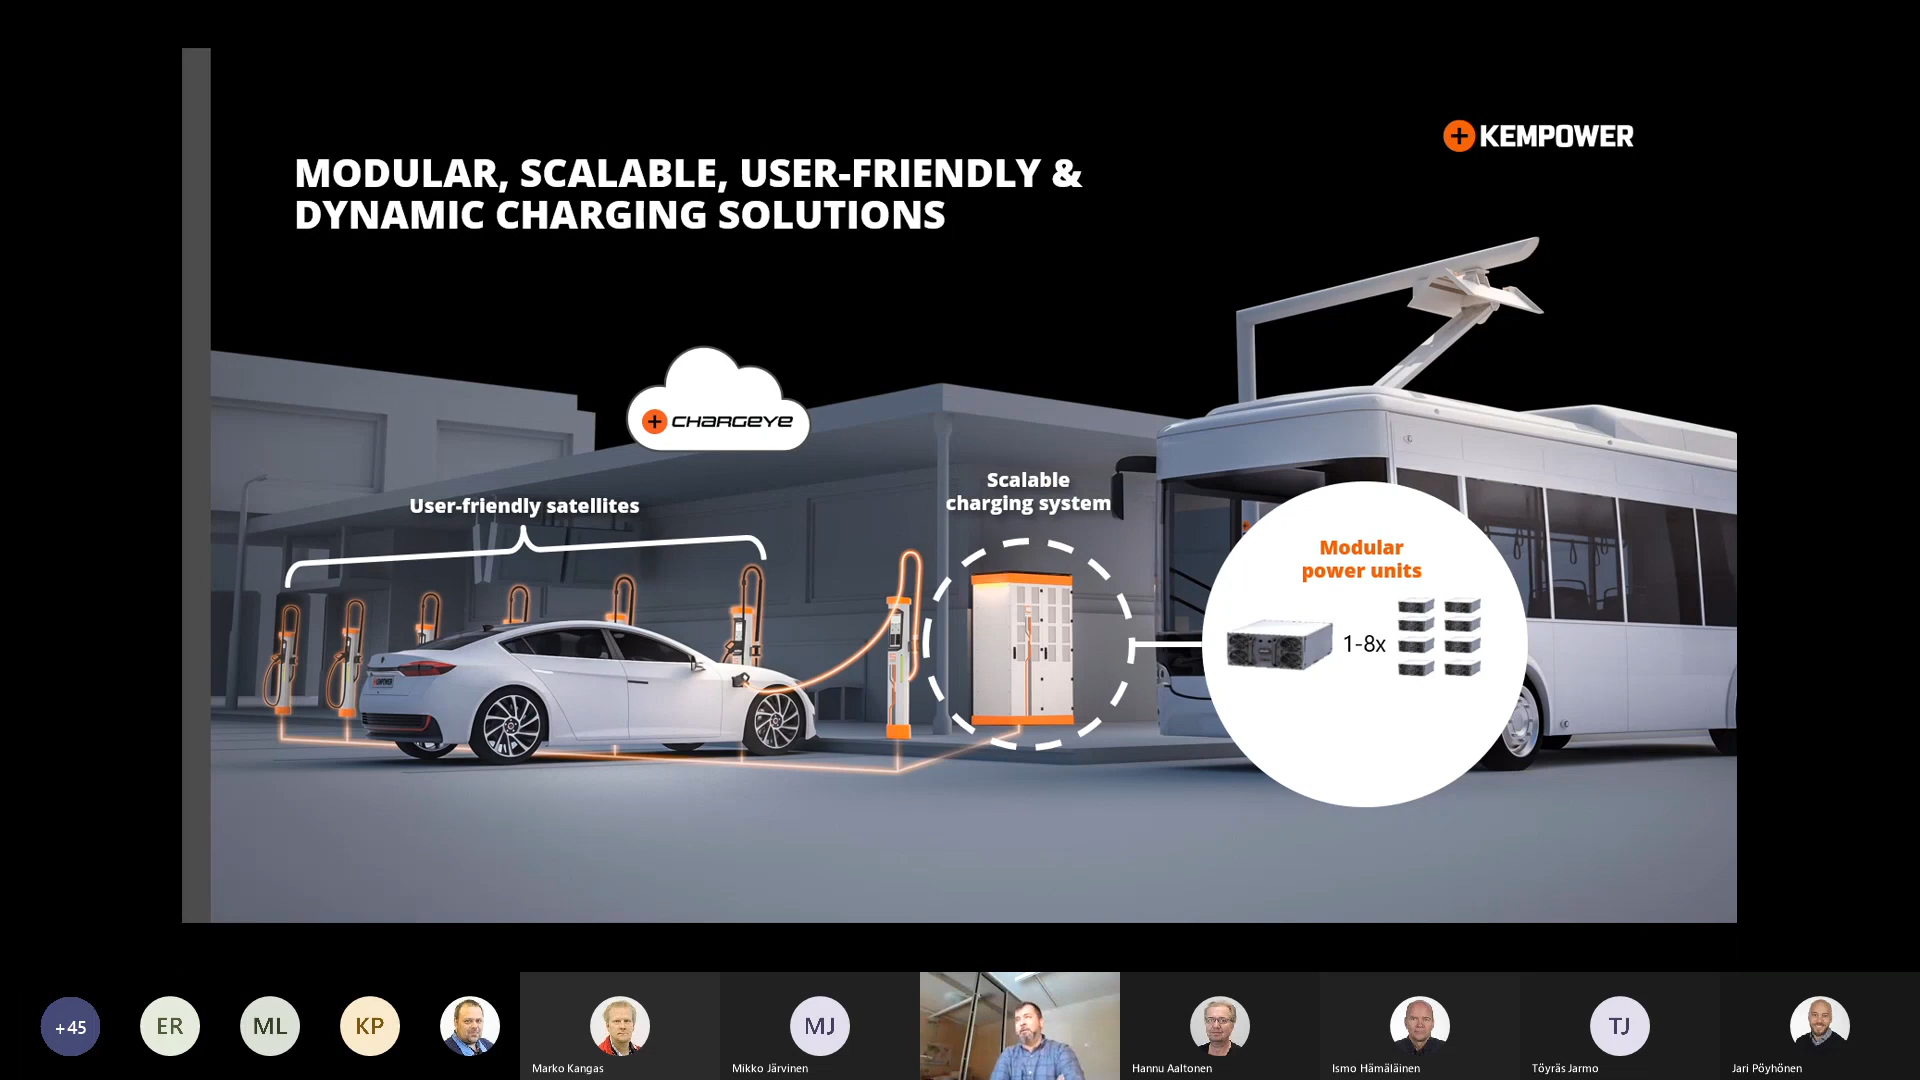 KEMPOWER
MODULAR, SCALABLE, USER-FRIENDLY &
DYNAMIC CHARGING SOLUTIONS
CHARGEYE
User-friendly satellites
Scalable
charging system
Modular
power units
1-8x
+45
ER
ML
KP
MJ
TJ
Marko Kangas
Mikko Järvinen
Hannu Aaltonen
Ismo Hämäläinen
Töyräs Jarmo
Jari Pöyhönen